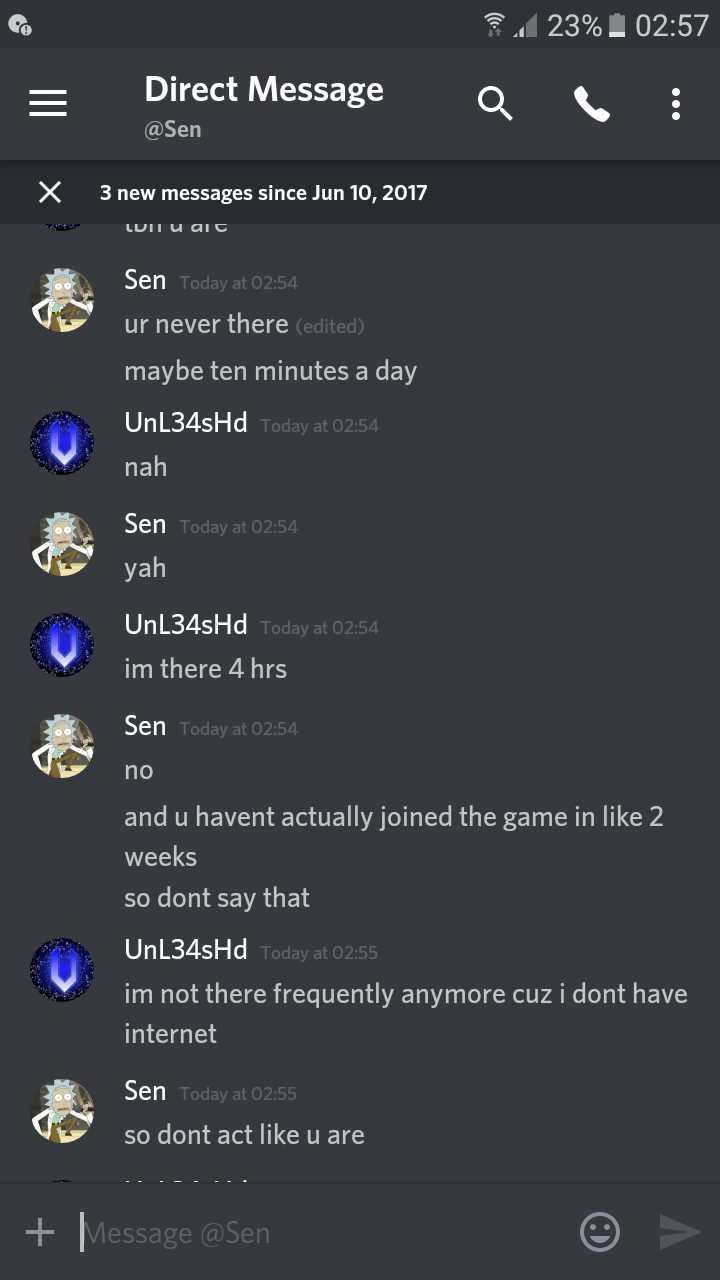 23% 02:57
Direct Message
@Sen
3 new messages since Jun 10, 2017
tbh u are
Sen Today at 02:54
ur never there (edited)
maybe ten minutes a day
UnL34sHd Today at 02:54
nah
Sen Today at 02:54
yah
UnL34sHd Today at 02:54
im there 4 hrs
Sen Today at 02:54
no
and u havent actually joined the game in like 2
weeks
so dont say that
UnL34sHd Today at 02:55
im not there frequently anymore cuz i dont have
internet
Sen Today at 02:55
so dont act like u are
Message @Sen